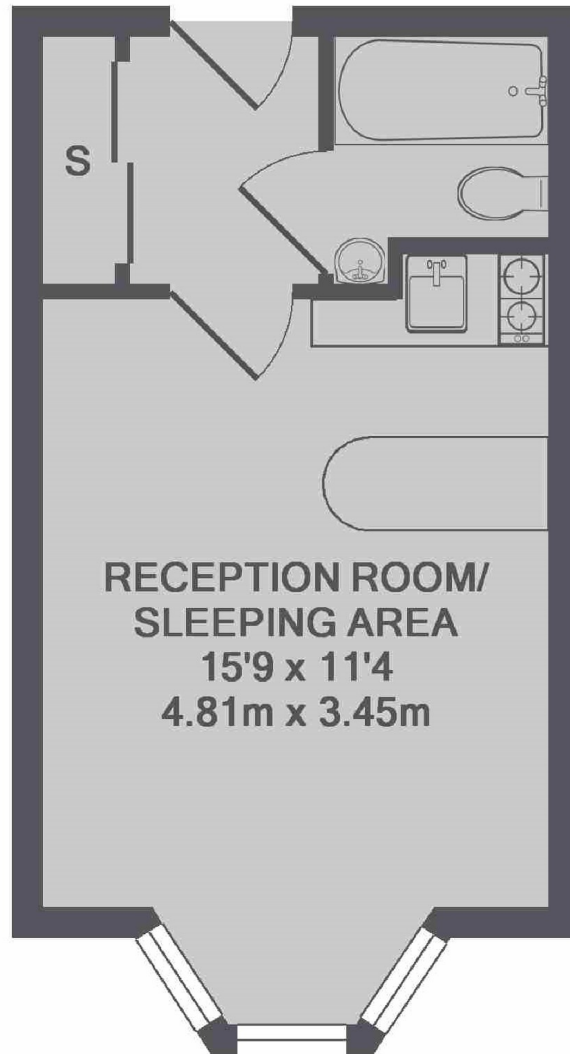 S
RECEPTION ROOM/
SLEEPING AREA
15'9 x 11'4
4.81m x 3.45m